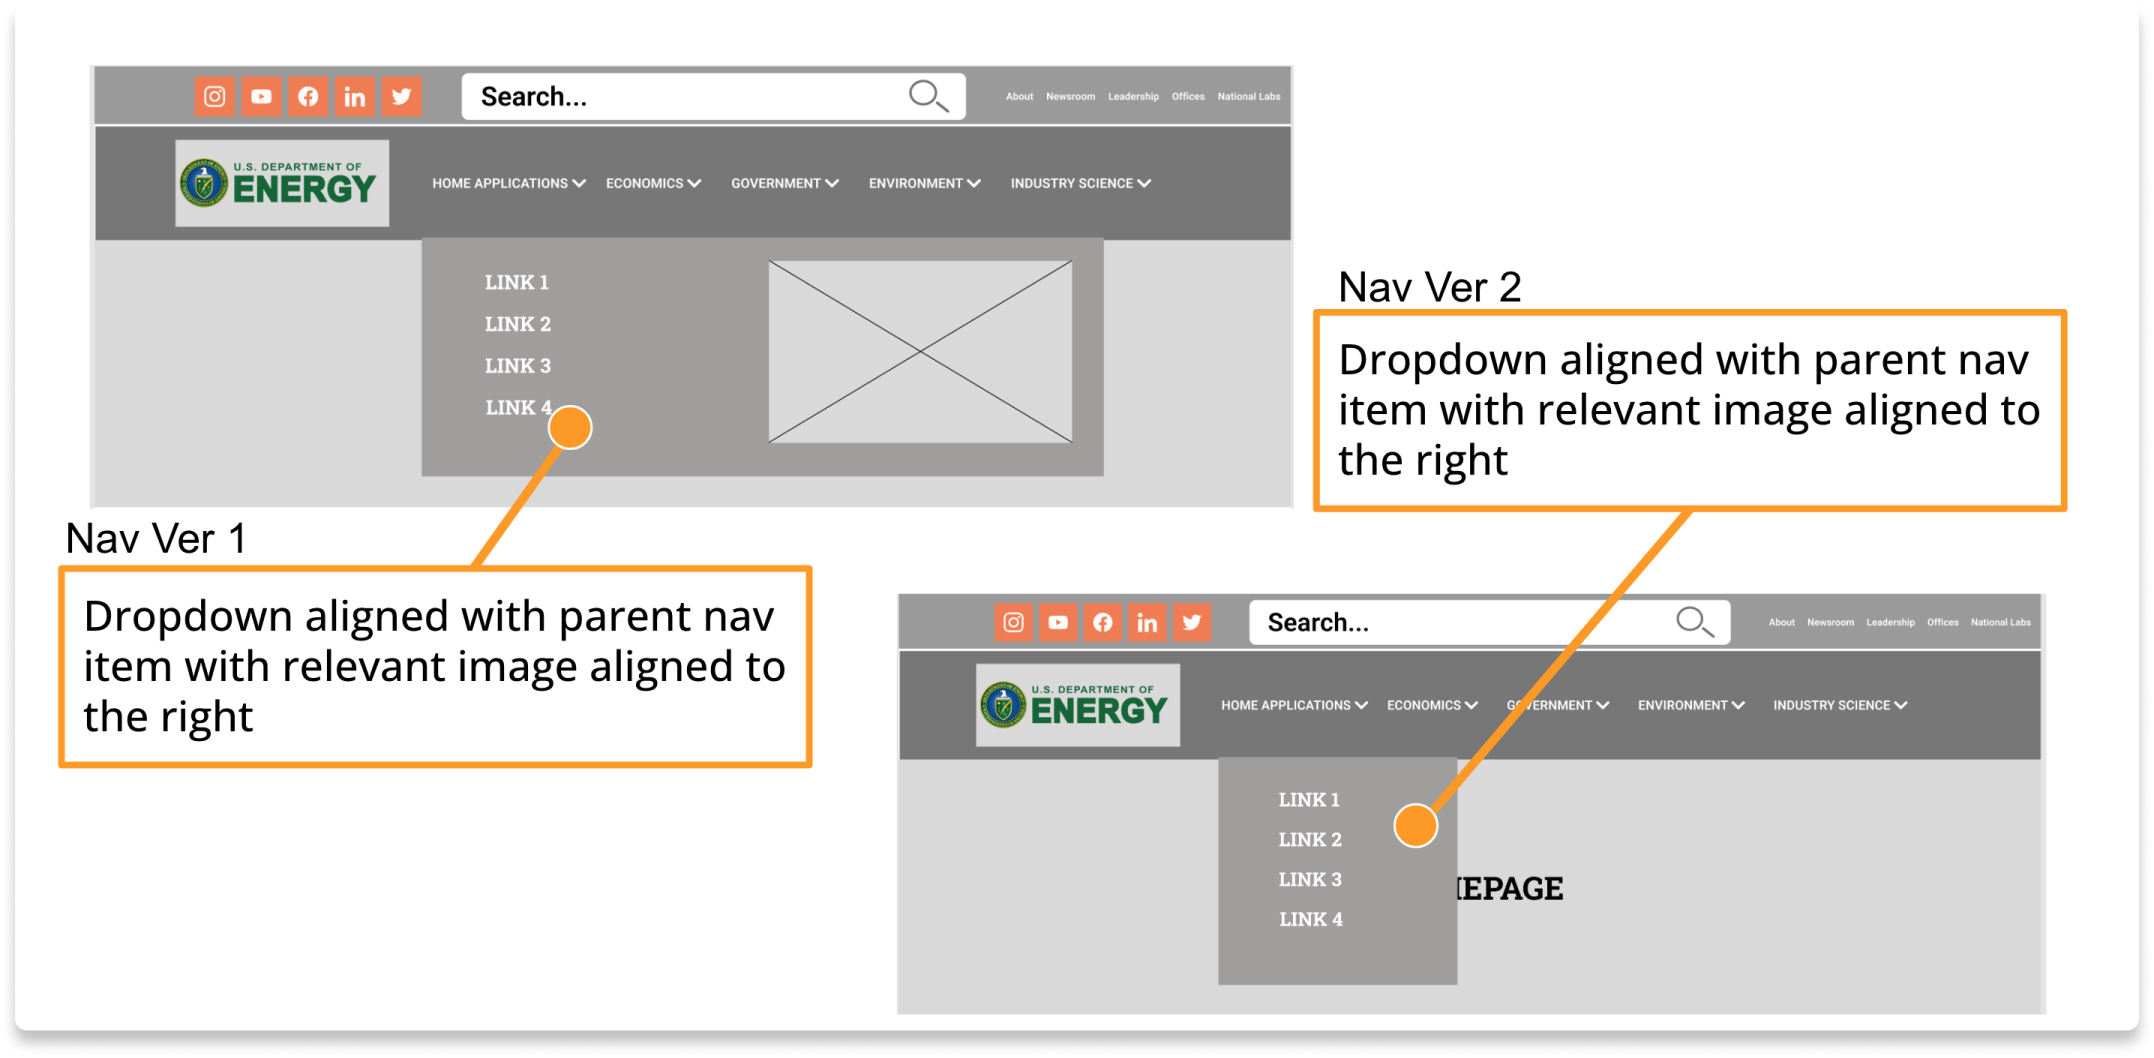 Search...
About Newsroom Leadership Offices National Labs
U.S. DEPARTMENT OF
ENERGY
HOME APPLICATIONS ECONOMICS GOVERNMENT ENVIRONMENT INDUSTRY SCIENCE
LINK 1
LINK 2
LINK 3
LINK 4
Nav Ver 1
Dropdown aligned with parent nav
item with relevant image aligned to
the right
Nav Ver 2
Dropdown aligned with parent nav
item with relevant image aligned to
the right
Search...
About Newsroom Leadership Offices National Labs
U.S. DEPARTMENT OF
ENERGY
HOME APPLICATIONS ECONOMICS GOVERNMENT ENVIRONMENT INDUSTRY SCIENCE
LINK 1
LINK 2
LINK 3
LINK 4
EPAGE